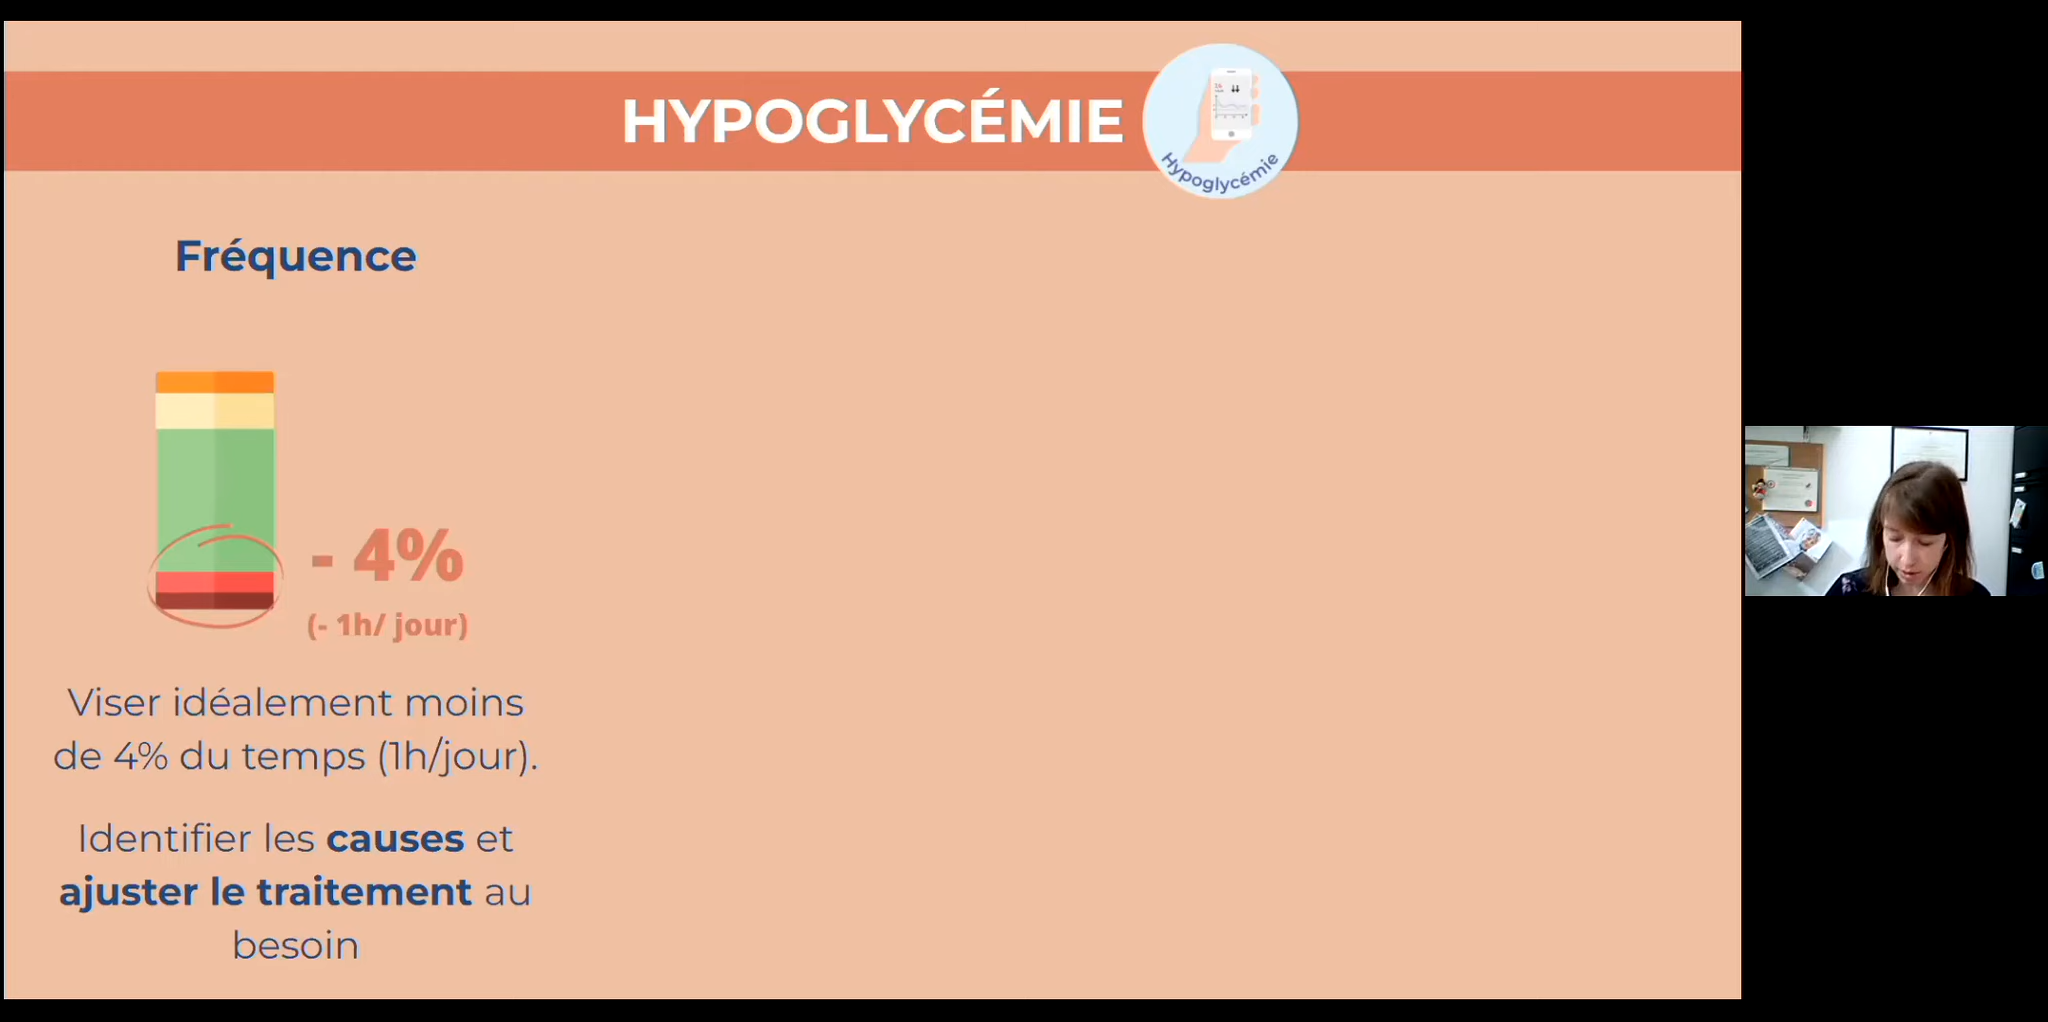 HYPOGLYCÉMIE
Hypoglycémie
Fréquence
- 4%
(- 1h/ jour)
Viser idéalement moins
de 4% du temps (1h/jour).
Identifier les causes et
ajuster le traitement au
besoin